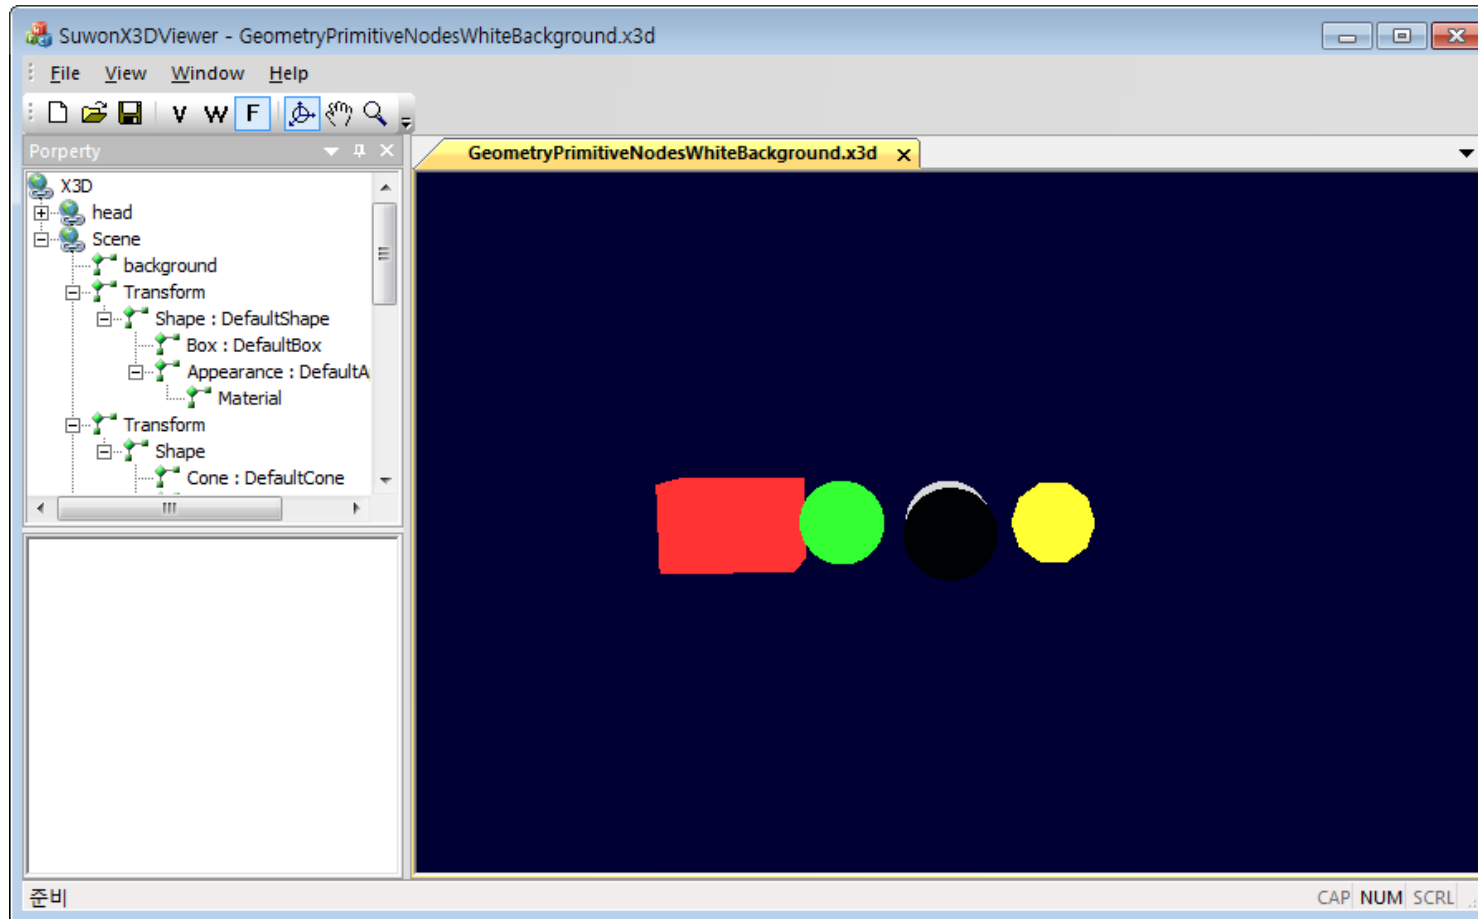 SuwonX3DViewer - GeometryPrimitiveNodesWhiteBackground.x3d
File View Window Help
V W F
Porperty
GeometryPrimitiveNodesWhiteBackground.x3d
X3D
head
Scene
background
Transform
Shape : DefaultShape
Box : DefaultBox
Appearance : DefaultA
Material
Transform
Shape
Cone : DefaultCone
준비
CAP NUM SCRL